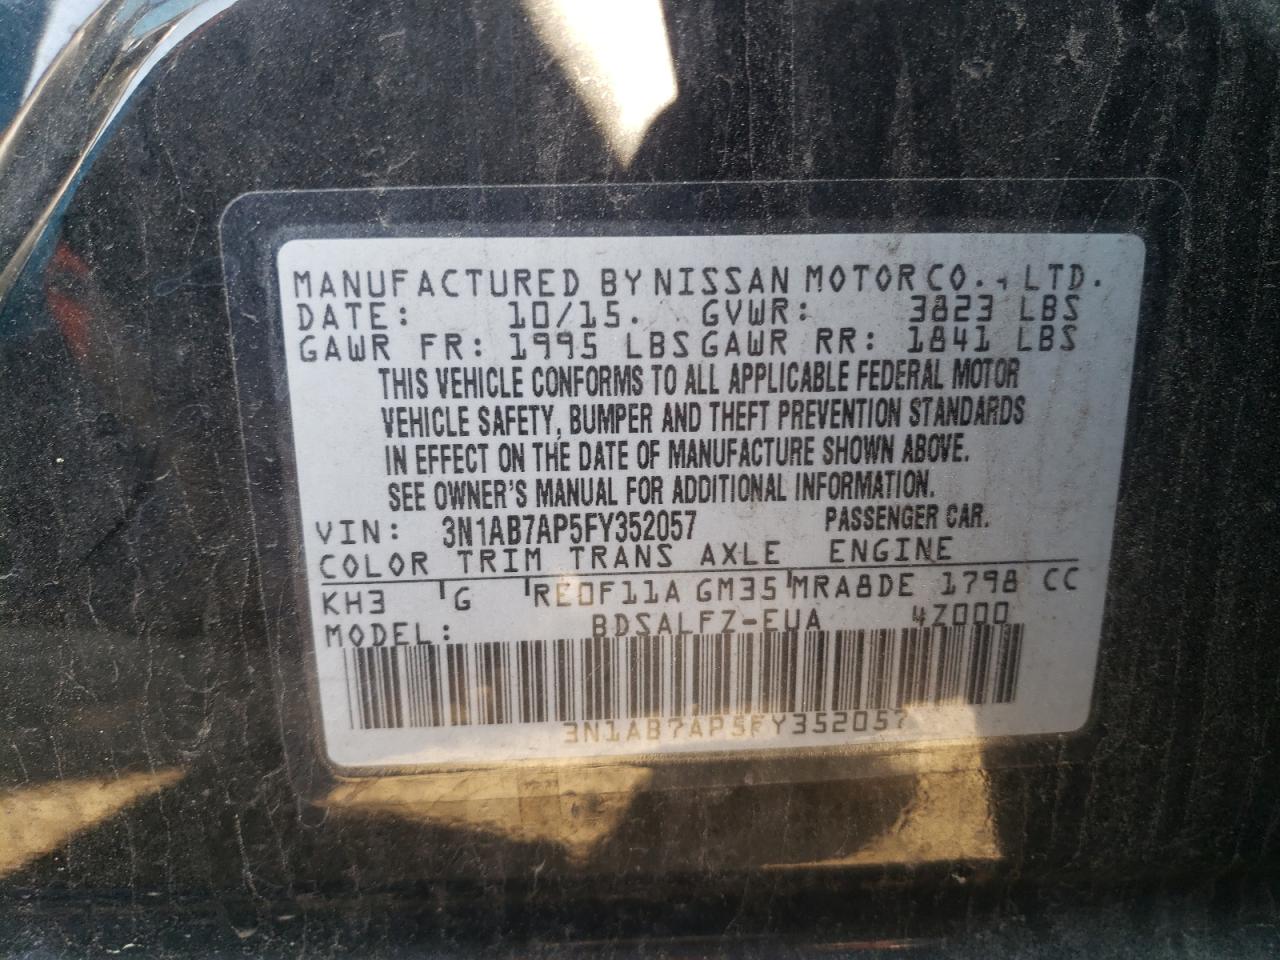 MANUFACTURED BY NISSAN MOTOR CO., LTD.
DATE: 10/15. GVWR: 3823 LBS
GAWR FR: 1995 LBS GAWR RR: 1841 LBS
THIS VEHICLE CONFORMS TO ALL APPLICABLE FEDERAL MOTOR
VEHICLE SAFETY, BUMPER AND THEFT PREVENTION STANDARDS
IN EFFECT ON THE DATE OF MANUFACTURE SHOWN ABOVE.
SEE OWNER'S MANUAL FOR ADDITIONAL INFORMATION.
VIN: 3N1AB7AP5FY352057 PASSENGER CAR.
COLOR TRIM TRANS AXLE ENGINE
KH3 G RE0F11A GM35 MRA8DE 1798 CC
MODEL: BDSALFZ-EUA 4Z000
3N1AB7AP5FY352057